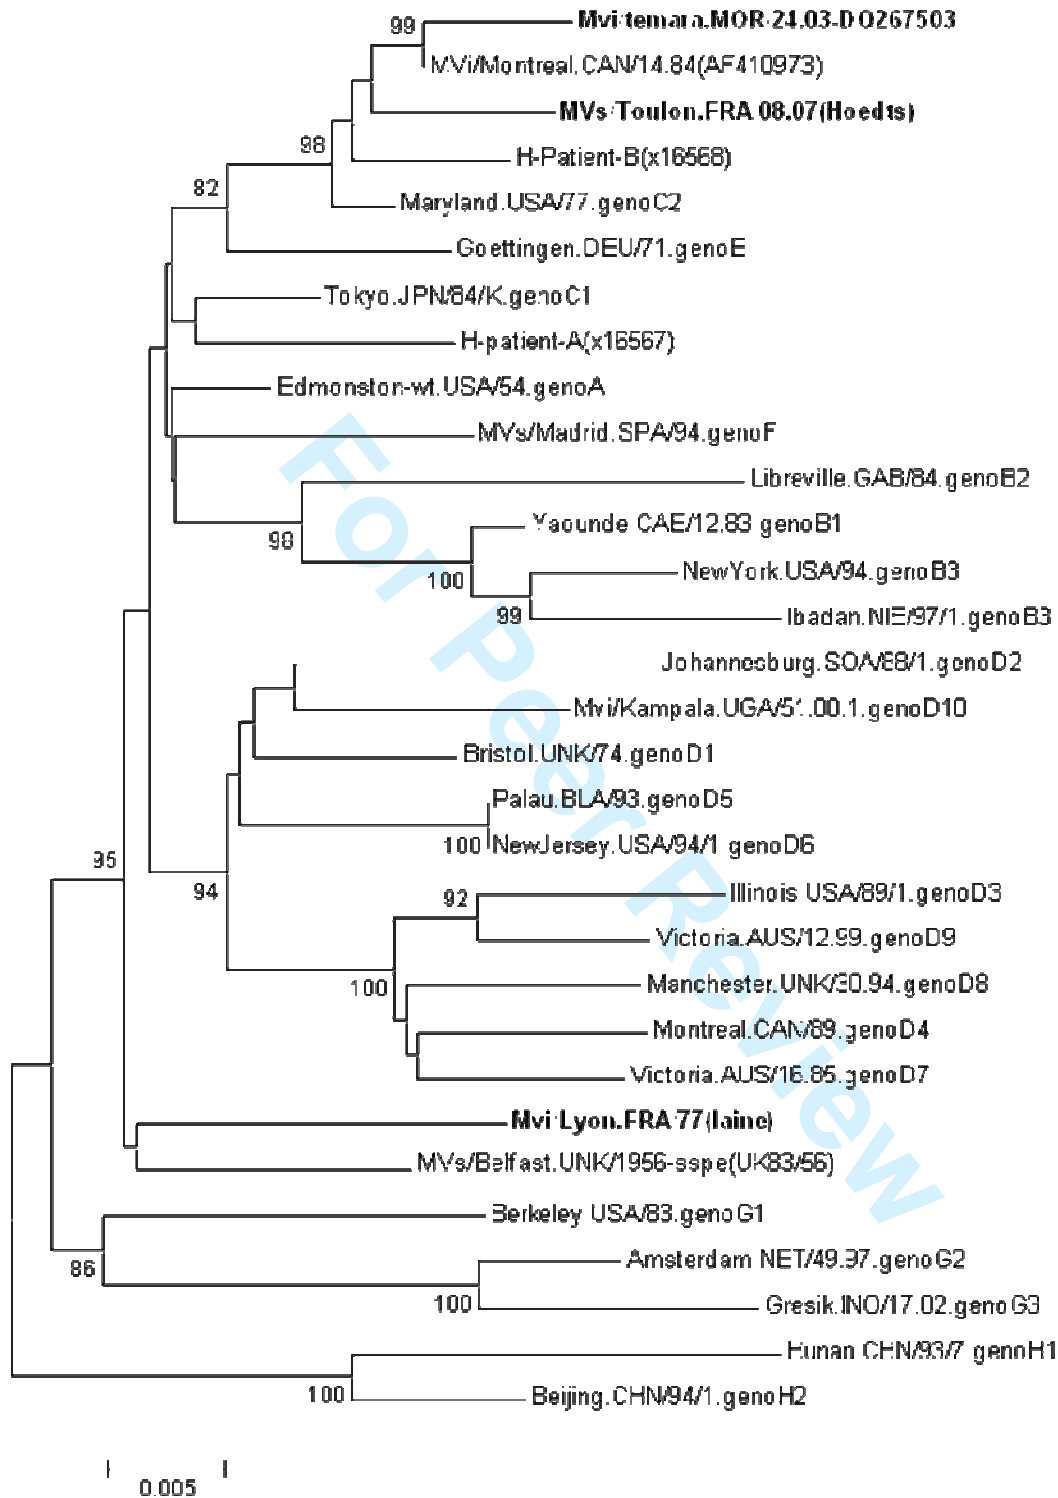 99
Mvi/temara.MOR/24.03-DQ267503
MVi/Montreal.CAN/14.84(AF410973)
MVs/Toulon.FRA/08.07(Hoedts)
98
H-Patient-B(x16568)
82
Maryland.USA/77.genoC2
Goettingen.DEU/71.genoE
Tokyo.JPN/84/K.genoC1
H-patient-A(x16567)
Edmonston-wt.USA/54.genoA
MVs/Madrid.SPA/94.genoF
Libreville.GAB/84.genoB2
98
Yaounde.CAE/12.83 genoB1
100
NewYork.USA/94.genoB3
99
Ibadan.NIE/97/1.genoB3
Johannesburg.SOA/88/1.genoD2
Mvi/Kampala.UGA/51.00.1.genoD10
Bristol.UNK/74.genoD1
Palau.BLA/93.genoD5
100
NewJersey.USA/94/1 genoD6
95
94
92
Illinois USA/89/1.genoD3
Victoria.AUS/12.99.genoD9
100
Manchester.UNK/30.94.genoD8
Montreal.CAN/89.genoD4
Victoria.AUS/16.85.genoD7
Mvi/Lyon.FRA/77(laine)
MVs/Belfast.UNK/1956-sspe(UK83/56)
Berkeley USA/83.genoG1
86
Amsterdam NET/49.97.genoG2
100
Gresik.INO/17.02.genoG3
Hunan CHN/93/7 genoH1
100
Beijing.CHN/94/1.genoH2
0.005
For Peer Review